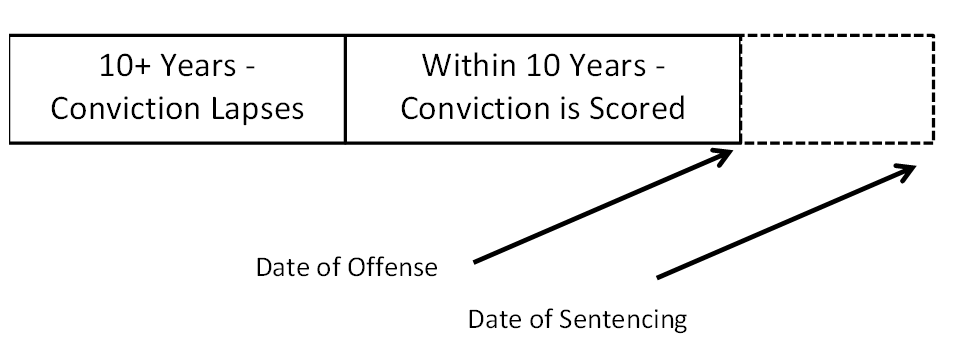 10+ Years -
Conviction Lapses
Within 10 Years -
Conviction is Scored
Date of Offense
Date of Sentencing